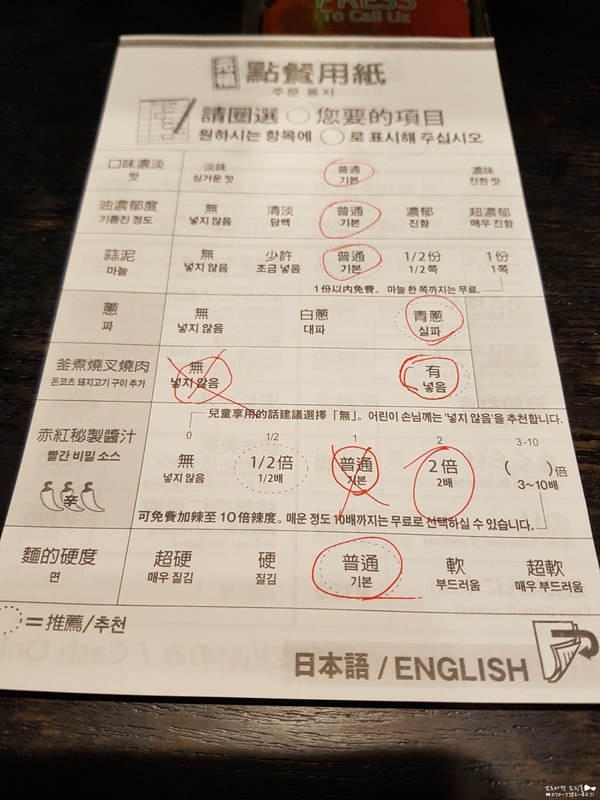 PRESS
To Call Us
點餐用紙
주문 용지
請圈選 ◯ 您要的項目
원하시는 항목에 ◯ 로 표시해 주십시오
口味濃淡 淡味 普通 濃味
맛 싱거운 맛 기본 진한 맛
油濃郁度 無 清淡 普通 濃郁 超濃郁
기름진 정도 넣지 않음 담백 기본 진함 매우 진함
蒜泥 無 少許 普通 1/2份 1份
마늘 넣지 않음 조금 넣음 기본 1/2쪽 1쪽
1份以內免費。 마늘 한 쪽까지는 무료.
蔥 無 白蔥 青蔥
파 넣지 않음 대파 실파
釜煮燒叉燒肉 無 有
돈코츠 돼지고기 구이 추가 넣지 않음 넣음
兒童享用的話建議選擇「無」。어린이 손님께는 '넣지 않음'을 추천합니다.
0 1/2 1 2 3-10
赤紅秘製醬汁 無 1/2倍 普通 2倍 ( )倍
빨간 비밀 소스 넣지 않음 1/2배 기본 2배 3~10배
辛
可免費加辣至10倍辣度。매운 정도 10배까지는 무료로 선택하실 수 있습니다.
麵的硬度 超硬 硬 普通 軟 超軟
면 매우 질김 질김 기본 부드러움 매우 부드러움
=推薦/추천
日本語 / ENGLISH